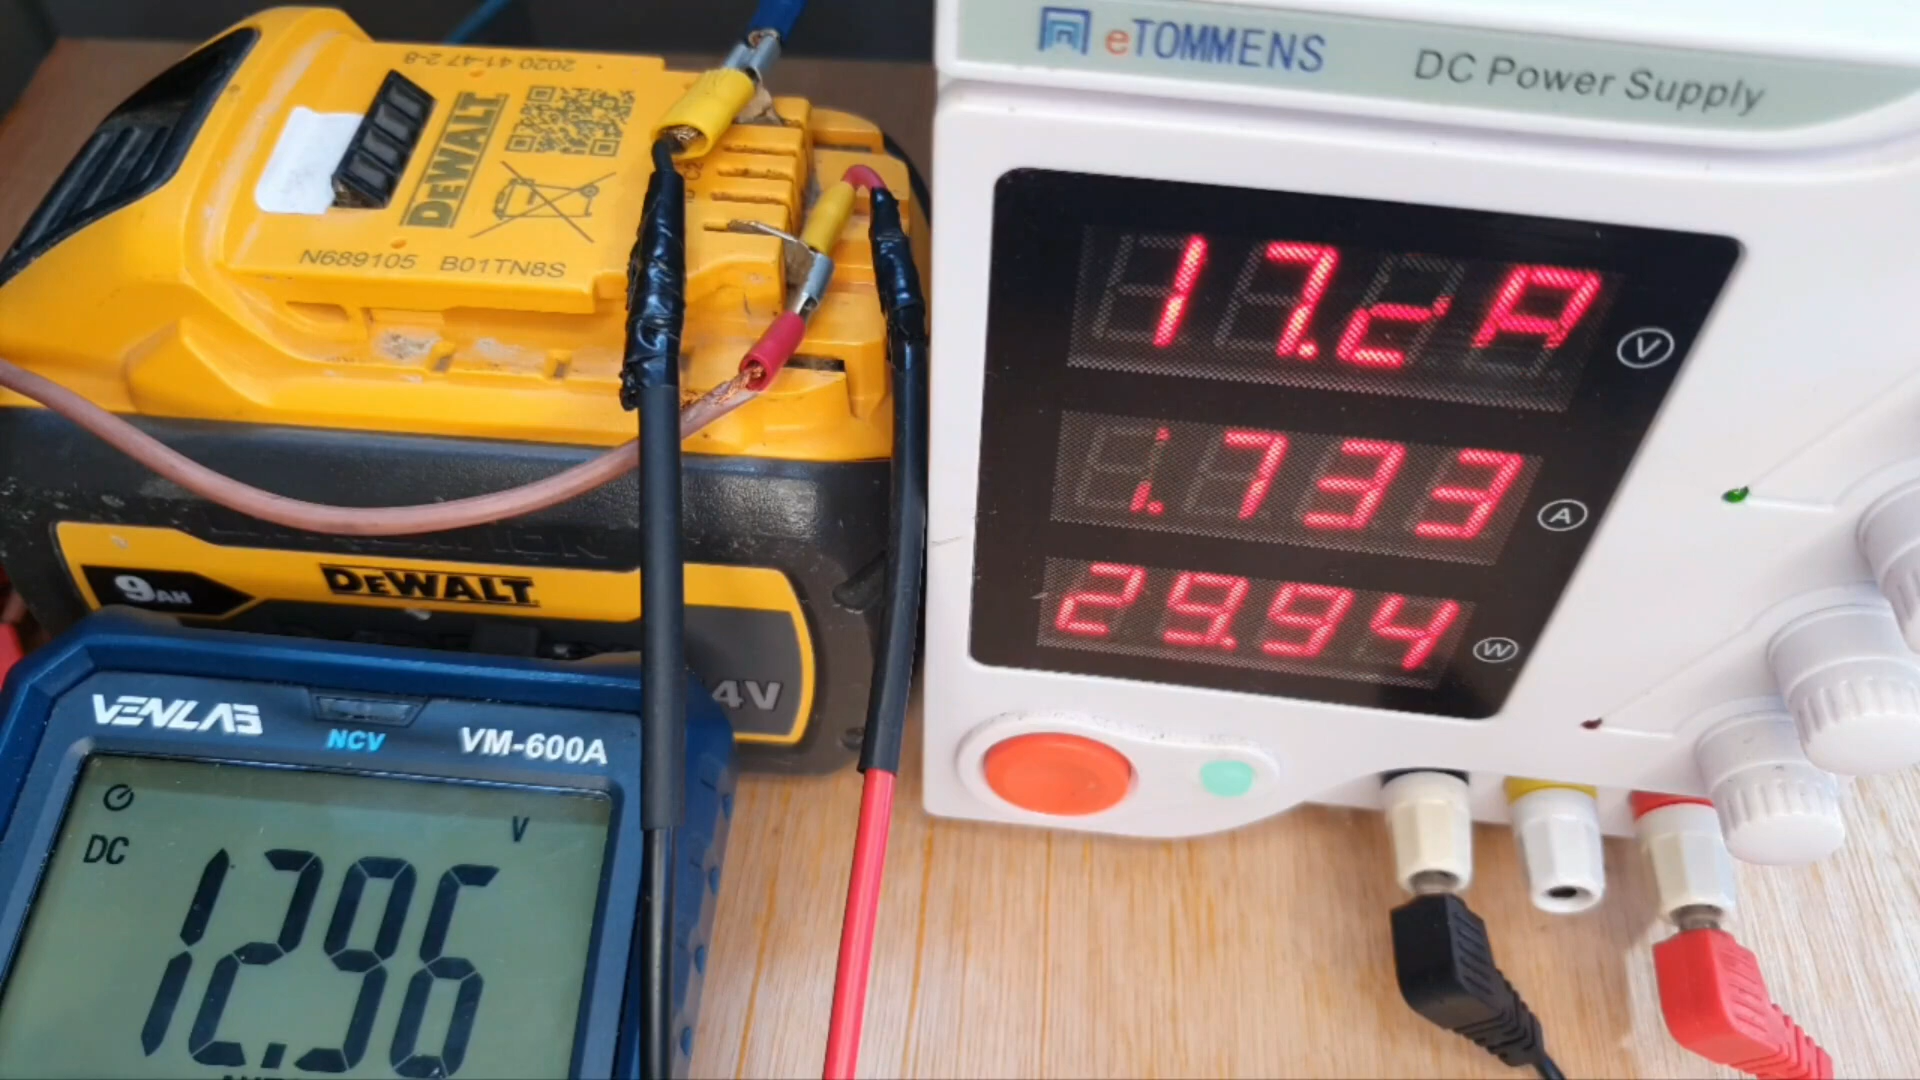 eTOMMENS
DC Power Supply
2020 41-47 2-8
DEWALT
N689105 B01TN8S
17.
V
1.733
A
29.94
W
9AH
DEWALT
4V
VENLAB
NCV
VM-600A
DC
V
12.96